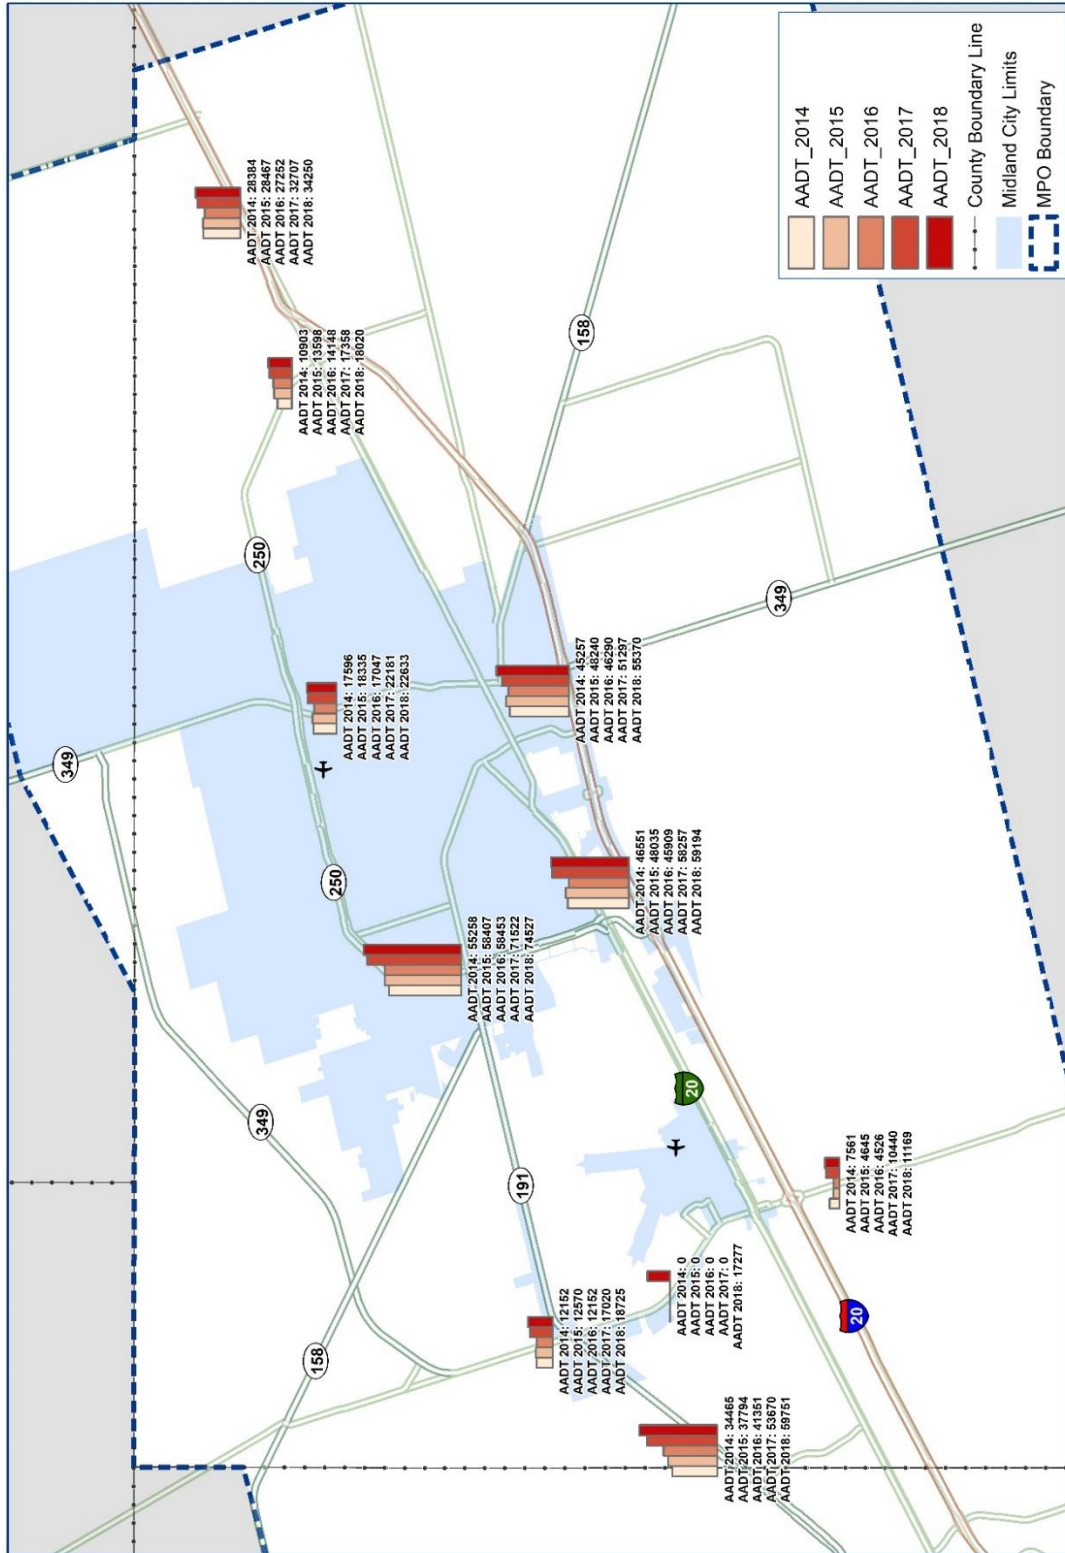 349
250
349
158
250
AADT 2014: 28384
AADT 2015: 28467
AADT 2016: 27252
AADT 2017: 32707
AADT 2018: 34250
AADT 2014: 10903
AADT 2015: 13598
AADT 2016: 14148
AADT 2017: 17358
AADT 2018: 18020
AADT 2014: 17596
AADT 2015: 18335
AADT 2016: 17047
AADT 2017: 22181
AADT 2018: 22633
AADT 2014: 55258
AADT 2015: 58407
AADT 2016: 58453
AADT 2017: 71522
AADT 2018: 74527
191
158
AADT 2014: 12152
AADT 2015: 12570
AADT 2016: 12152
AADT 2017: 17020
AADT 2018: 18725
AADT 2014: 45257
AADT 2015: 48240
AADT 2016: 46290
AADT 2017: 51297
AADT 2018: 55370
AADT 2014: 46551
AADT 2015: 48035
AADT 2016: 45909
AADT 2017: 58257
AADT 2018: 59194
AADT 2014: 0
AADT 2015: 0
AADT 2016: 0
AADT 2017: 0
AADT 2018: 17277
20
AADT 2014: 34465
AADT 2015: 37794
AADT 2016: 41351
AADT 2017: 53670
AADT 2018: 59751
349
AADT 2014: 7561
AADT 2015: 4645
AADT 2016: 4526
AADT 2017: 10440
AADT 2018: 11169
20
AADT_2014
AADT_2015
AADT_2016
AADT_2017
AADT_2018
County Boundary Line
Midland City Limits
MPO Boundary